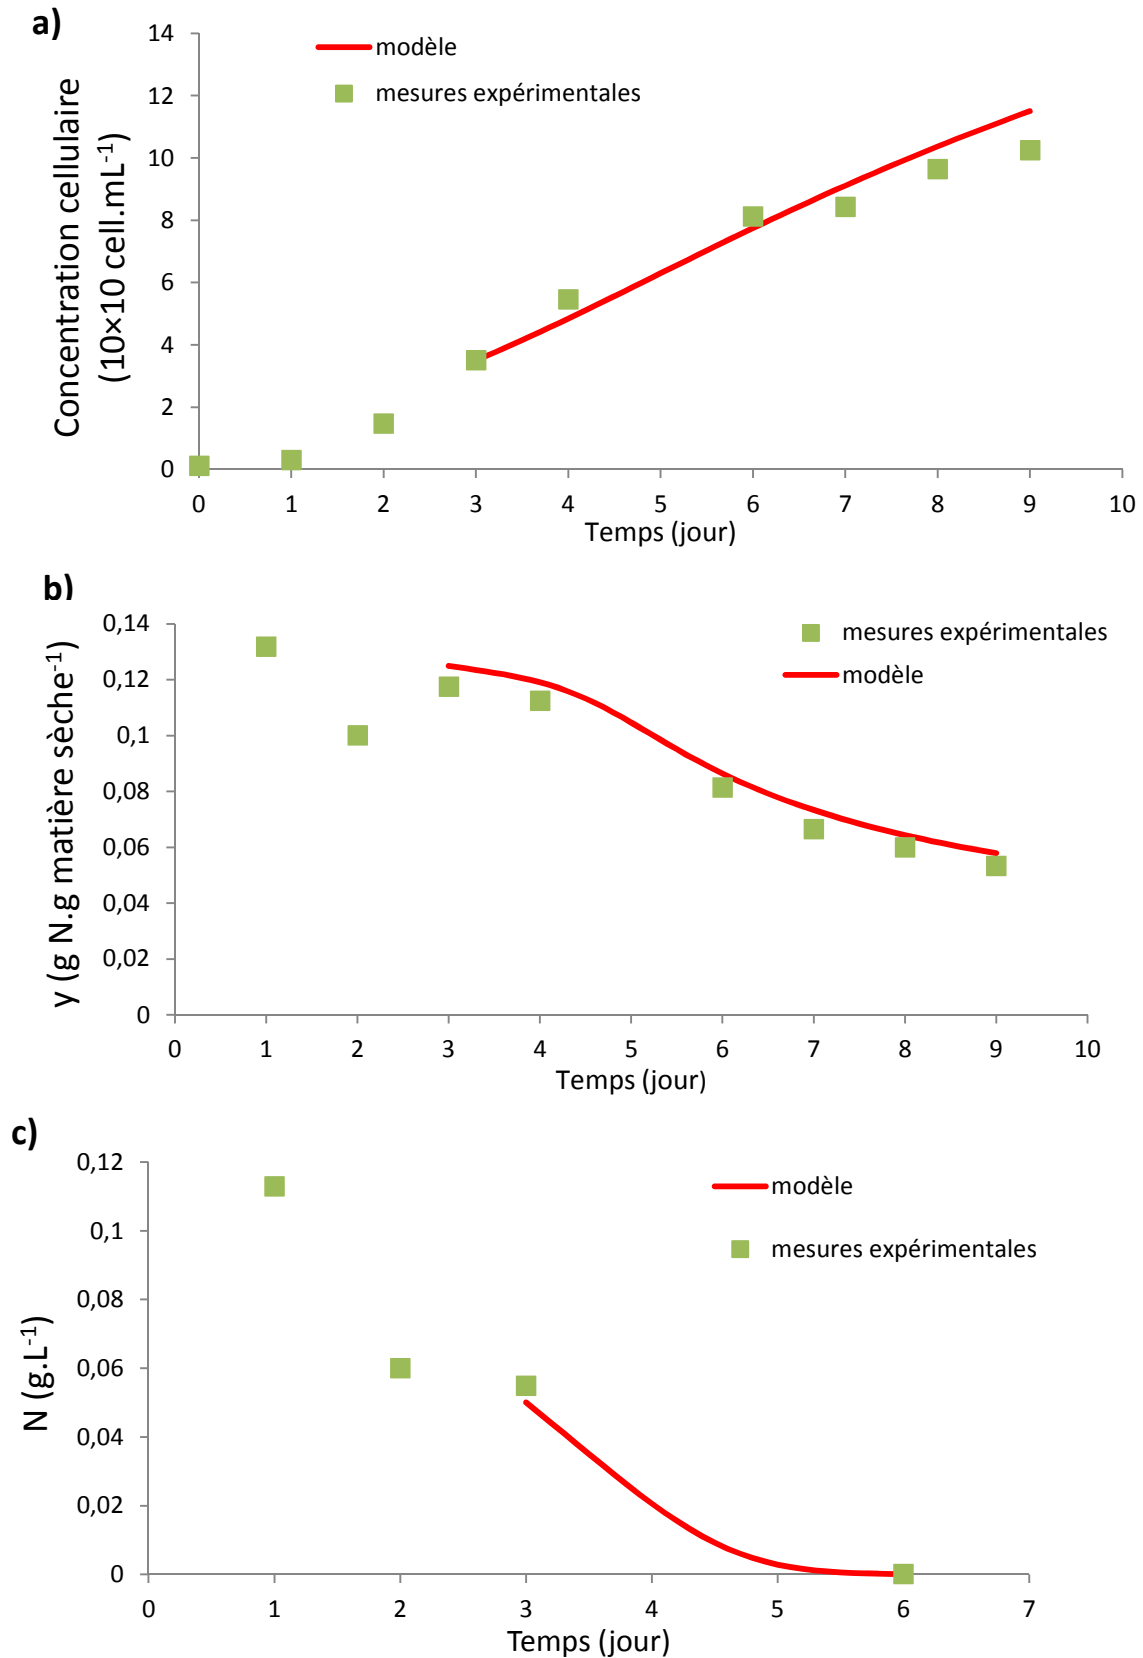 a)
Concentration cellulaire
(10×10 cell.mL⁻¹)
14
12
10
8
6
4
2
0
modèle
mesures expérimentales
0 1 2 3 4 5 6 7 8 9 10
Temps (jour)
b)
y (g N.g matière sèche⁻¹)
0,14
0,12
0,1
0,08
0,06
0,04
0,02
0
mesures expérimentales
modèle
0 1 2 3 4 5 6 7 8 9 10
Temps (jour)
c)
N (g.L⁻¹)
0,12
0,1
0,08
0,06
0,04
0,02
0
modèle
mesures expérimentales
0 1 2 3 4 5 6 7
Temps (jour)